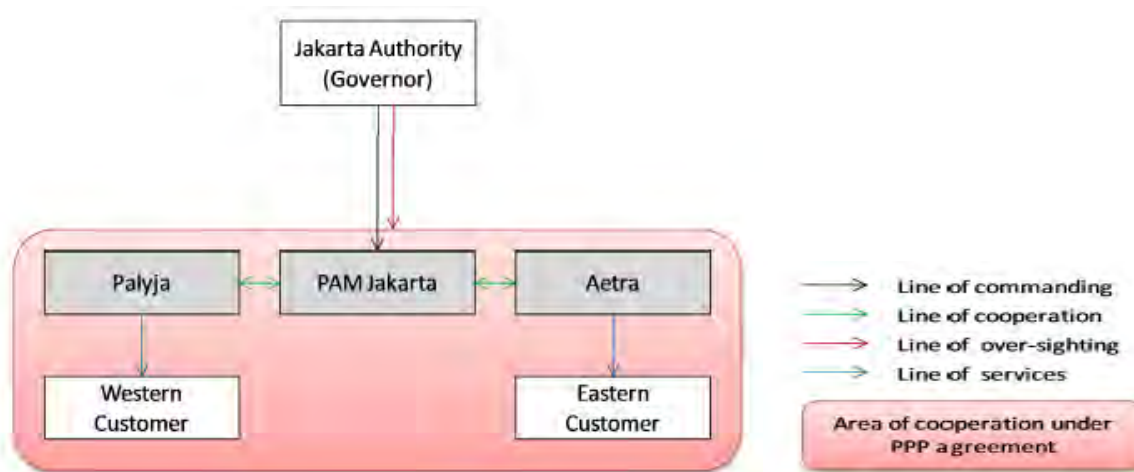 Jakarta Authority
(Governor)
Palyja
PAM Jakarta
Aetra
Western
Customer
Eastern
Customer
Line of commanding
Line of cooperation
Line of over-sighting
Line of services
Area of cooperation under
PPP agreement